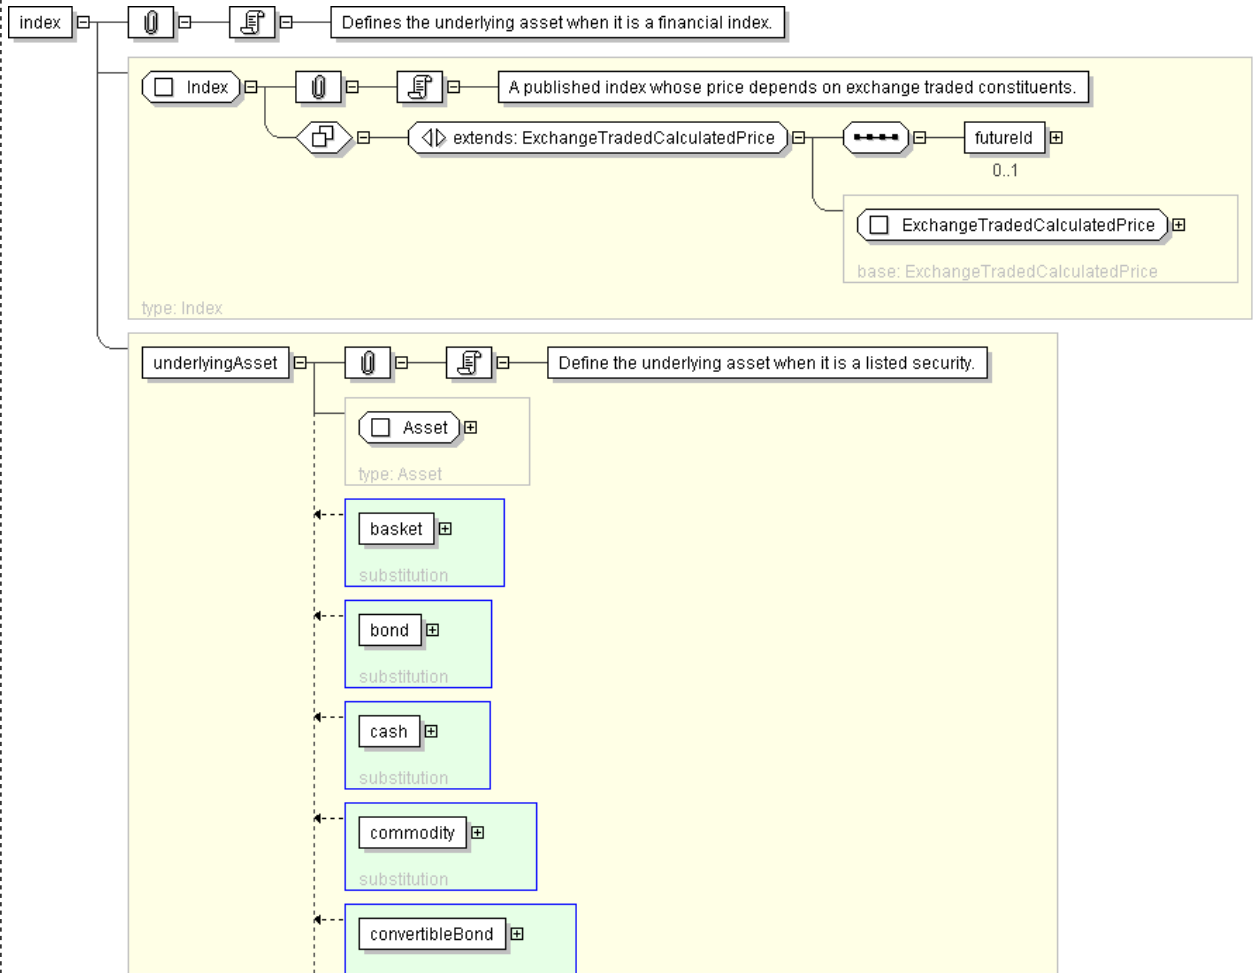 index Defines the underlying asset when it is a financial index.
Index A published index whose price depends on exchange traded constituents.
extends: ExchangeTradedCalculatedPrice futureId
0..1
ExchangeTradedCalculatedPrice
base: ExchangeTradedCalculatedPrice
type: Index
underlyingAsset Define the underlying asset when it is a listed security.
Asset
type: Asset
basket
substitution
bond
substitution
cash
substitution
commodity
substitution
convertibleBond